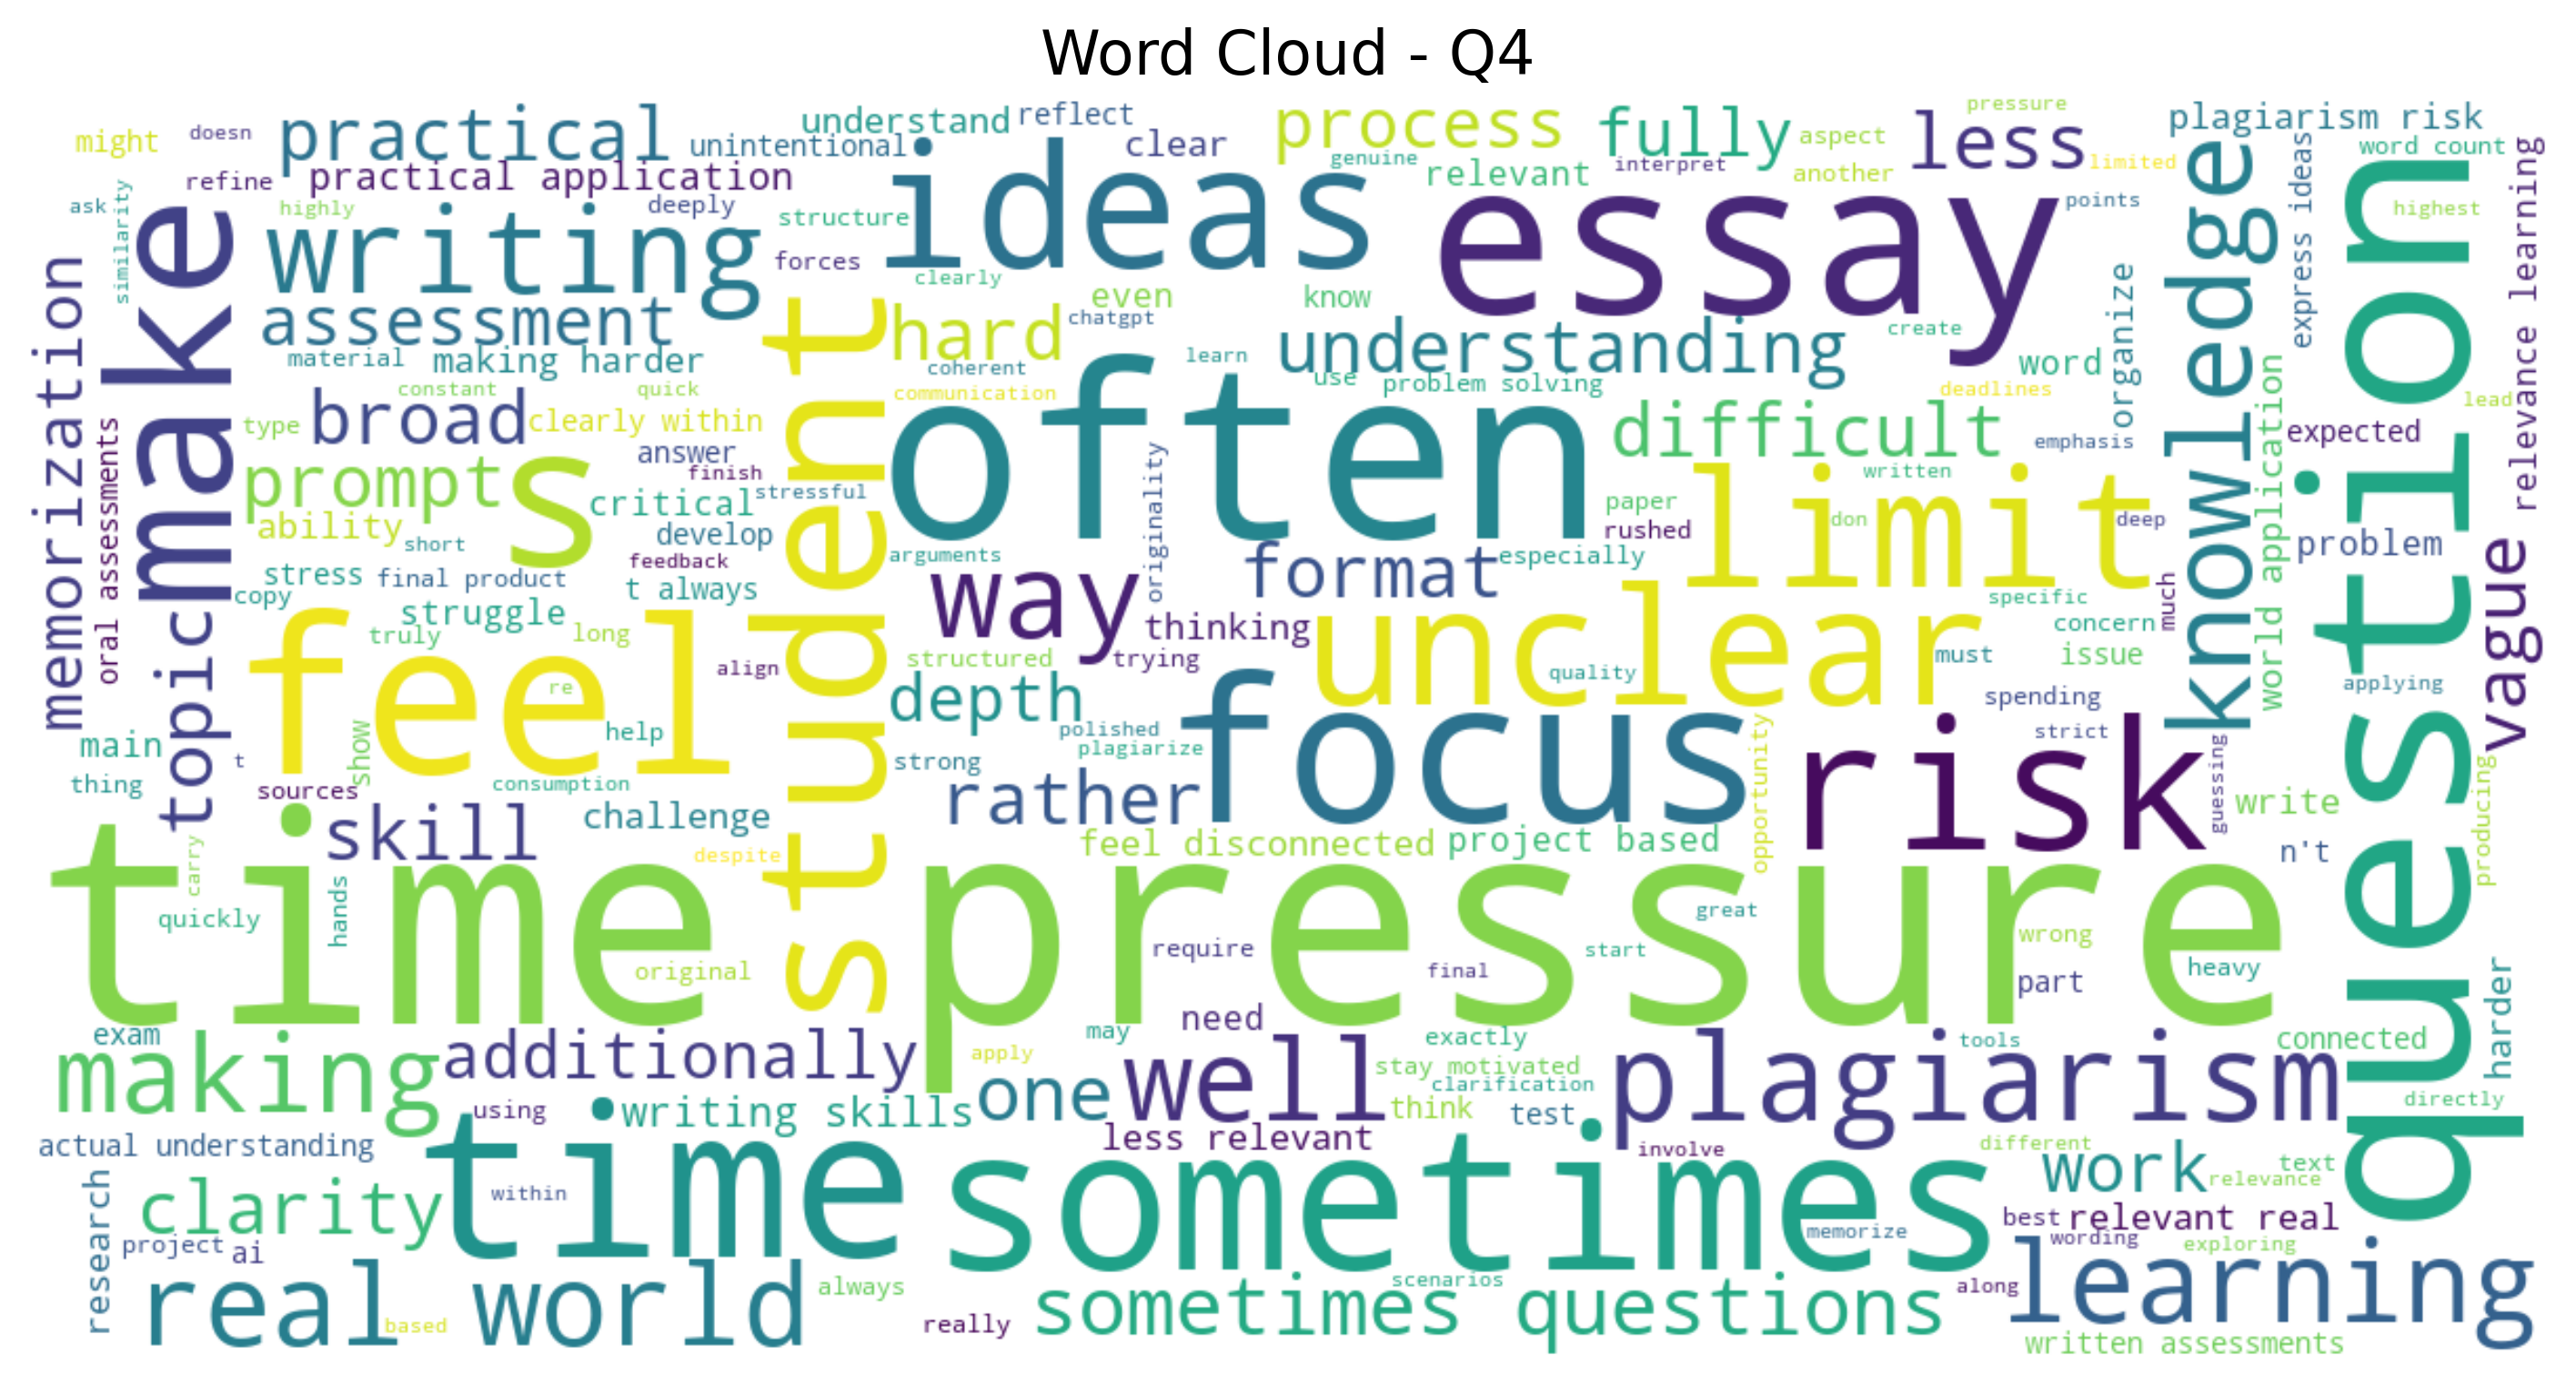 Word Cloud - Q4
might
doesn
practical
unintentional
understand
reflect
clear
process
genuine
relevant
fully
interpret
aspect
another
less
pressure
limited
plagiarism risk
word count
ask
similarity
refine
practical application
highly
deeply
structure
ideas
essay
points
knowledge
express ideas
highest
question
relevance learning
memorization
make
writing
forces
clearly
even
know
chatgpt
hard
understanding
create
organize
assessment
material
making harder
constant
quick
coherent
learn
communication
use
problem solving
word
deadlines
world application
lead
oral assessments
type
broad
clearly within
student
often
difficult
emphasis
expected
answer
finish
prompt
s
critical
stressful
originality
written
limit
paper
rushed
don
deep
ability
short
develop
feedback
arguments
especially
format
problem
vague
stress
final product
t always
copy
struggle
way
thinking
unclear
specific
much
concern
topic
truly
long
structured
trying
must
issue
feel
re
align
depth
quality
spending
applying
main
show
help
polished
plagiarize
focus
opportunity
risk
strict
guessing
thing
t
sources
consumption
strong
rather
write
producing
skill
challenge
feel disconnected
project based
n't
time pressure
carry
despite
quickly
hands
original
require
great
start
final
wrong
part
heavy
harder
exam
making
additionally
apply
may
need
exactly
tools
connected
plagiarism
one
well
stay motivated
clarification
think
test
directly
using
writing skills
actual understanding
less relevant
involve
different
time
sometimes
work
text
relevance
research
clarity
within
memorize
best
relevant real
project
ai
wording
exploring
real world
always
scenarios
along
learning
based
really
sometimes questions
written assessments